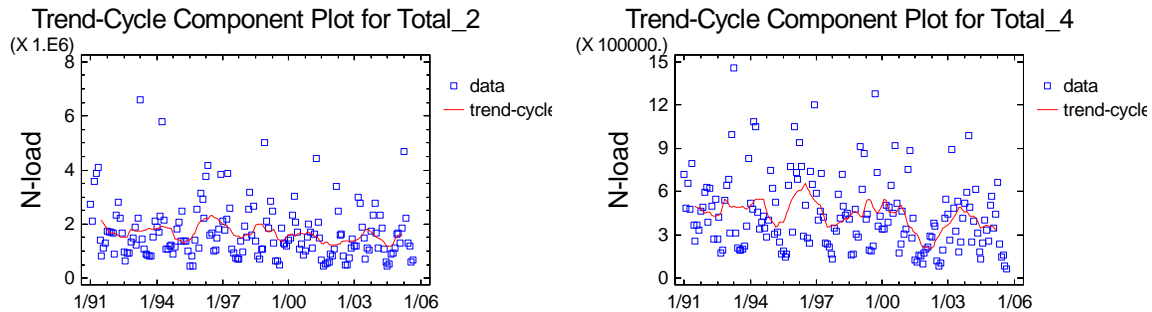 Trend-Cycle Component Plot for Total_2
(X 1.E6)
8
6
4
2
0
N-load
1/91 1/94 1/97 1/00 1/03 1/06
data
trend-cycle
Trend-Cycle Component Plot for Total_4
(X 100000.)
15
12
9
6
3
0
N-load
1/91 1/94 1/97 1/00 1/03 1/06
data
trend-cycle